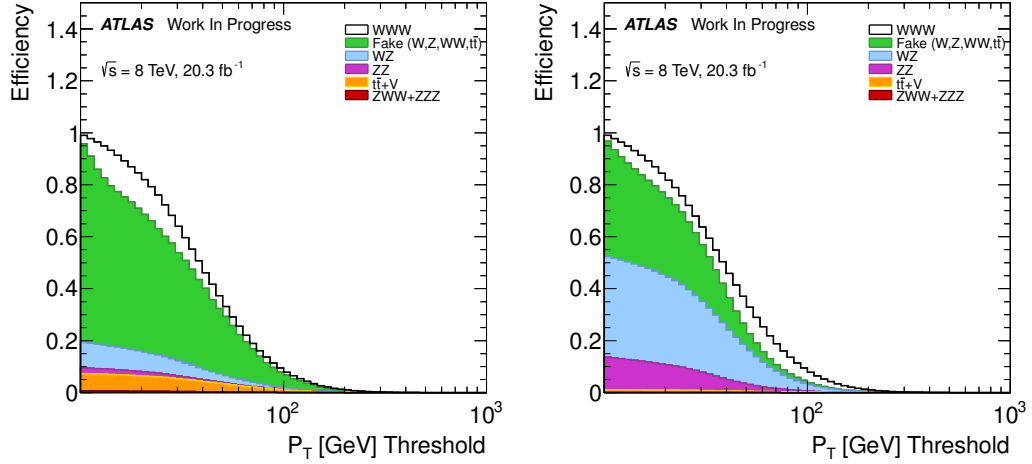 ATLAS Work In Progress
√s = 8 TeV, 20.3 fb⁻¹
WWW
Fake (W,Z,WW,tt̄)
WZ
ZZ
tt̄+V
ZWW+ZZZ
Efficiency
1.4
1.2
1
0.8
0.6
0.4
0.2
0
10²
10³
P_T [GeV] Threshold
ATLAS Work In Progress
√s = 8 TeV, 20.3 fb⁻¹
WWW
Fake (W,Z,WW,tt̄)
WZ
ZZ
tt̄+V
ZWW+ZZZ
Efficiency
1.4
1.2
1
0.8
0.6
0.4
0.2
0
10²
10³
P_T [GeV] Threshold